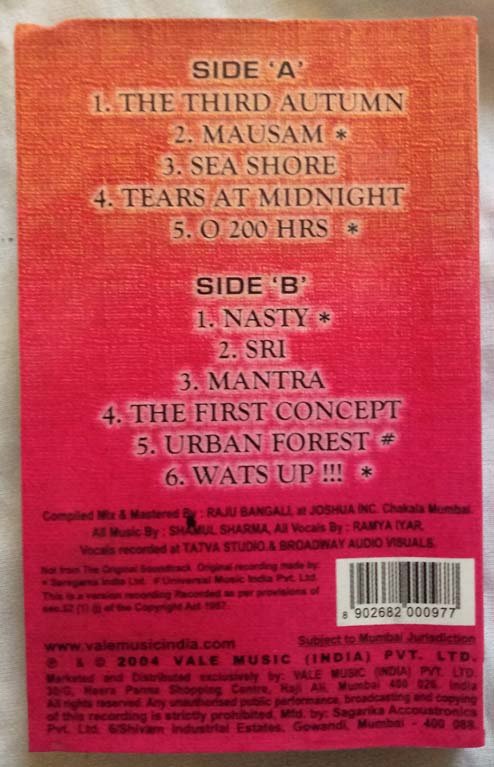 SIDE 'A'
1. THE THIRD AUTUMN
2. MAUSAM *
3. SEA SHORE
4. TEARS AT MIDNIGHT
5. O 200 HRS *
SIDE 'B'
1. NASTY *
2. SRI
3. MANTRA
4. THE FIRST CONCEPT
5. URBAN FOREST #
6. WATS UP !!! *
Compiled Mix & Mastered By : RAJU BANGALI, at JOSHUA INC. Chakala Mumbai.
All Music By : SHAMUL SHARMA, All Vocals By : RAMYA IYAR,
Vocals recorded at TATVA STUDIO & BROADWAY AUDIO VISUALS.
Not from The Original Soundtrack. Original recording made by:
* Saregama India Ltd. # Universal Music India Pvt. Ltd.
This is a version recording Recorded as per provisions of
sec.52 (1) (j) of the Copyright Act 1957.
8 902682 000977
www.valemusicindia.com
Subject to Mumbai Jurisdiction
℗ & © 2004 VALE MUSIC (INDIA) PVT. LTD.
Marketed and Distributed exclusively by: VALE MUSIC (INDIA) PVT. LTD.
30/G, Heera Panna Shopping Centre, Haji Ali, Mumbai 400 026. India
All rights reserved. Any unauthorised public performance, broadcasting and copying
of this recording is strictly prohibited. Mfd. by: Sagarika Accoustronics
Pvt. Ltd. 6/Shivam Industrial Estates, Gowandi, Mumbai - 400 088.